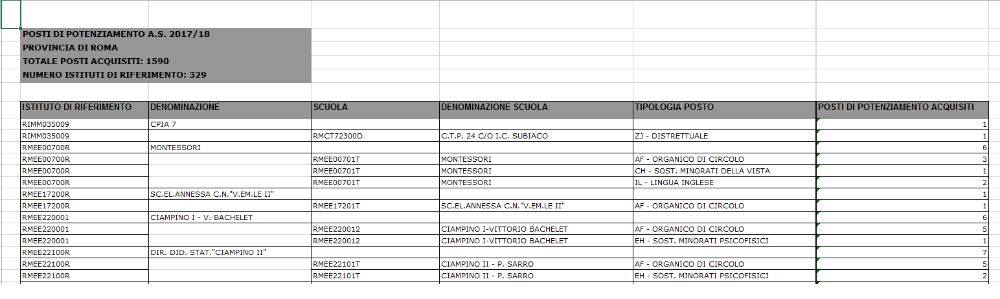 POSTI DI POTENZIAMENTO A.S. 2017/18
PROVINCIA DI ROMA
TOTALE POSTI ACQUISITI: 1590
NUMERO ISTITUTI DI RIFERIMENTO: 329
ISTITUTO DI RIFERIMENTO DENOMINAZIONE SCUOLA DENOMINAZIONE SCUOLA TIPOLOGIA POSTO POSTI DI POTENZIAMENTO ACQUISITI
RIMM035009 CPIA 7 1
RIMM035009 RMCT72300D C.T.P. 24 C/O I.C. SUBIACO ZJ - DISTRETTUALE 1
RMEE00700R MONTESSORI 6
RMEE00700R RMEE00701T MONTESSORI AF - ORGANICO DI CIRCOLO 3
RMEE00700R RMEE00701T MONTESSORI CH - SOST. MINORATI DELLA VISTA 1
RMEE00700R RMEE00701T MONTESSORI IL - LINGUA INGLESE 2
RMEE17200R SC.EL.ANNESSA C.N."V.EM.LE II" 1
RMEE17200R RMEE17201T SC.EL.ANNESSA C.N."V.EM.LE II" AF - ORGANICO DI CIRCOLO 1
RMEE220001 CIAMPINO I - V. BACHELET 6
RMEE220001 RMEE220012 CIAMPINO I-VITTORIO BACHELET AF - ORGANICO DI CIRCOLO 5
RMEE220001 RMEE220012 CIAMPINO I-VITTORIO BACHELET EH - SOST. MINORATI PSICOFISICI 1
RMEE22100R DIR. DID. STAT."CIAMPINO II" 7
RMEE22100R RMEE22101T CIAMPINO II - P. SARRO AF - ORGANICO DI CIRCOLO 5
RMEE22100R RMEE22101T CIAMPINO II - P. SARRO EH - SOST. MINORATI PSICOFISICI 2